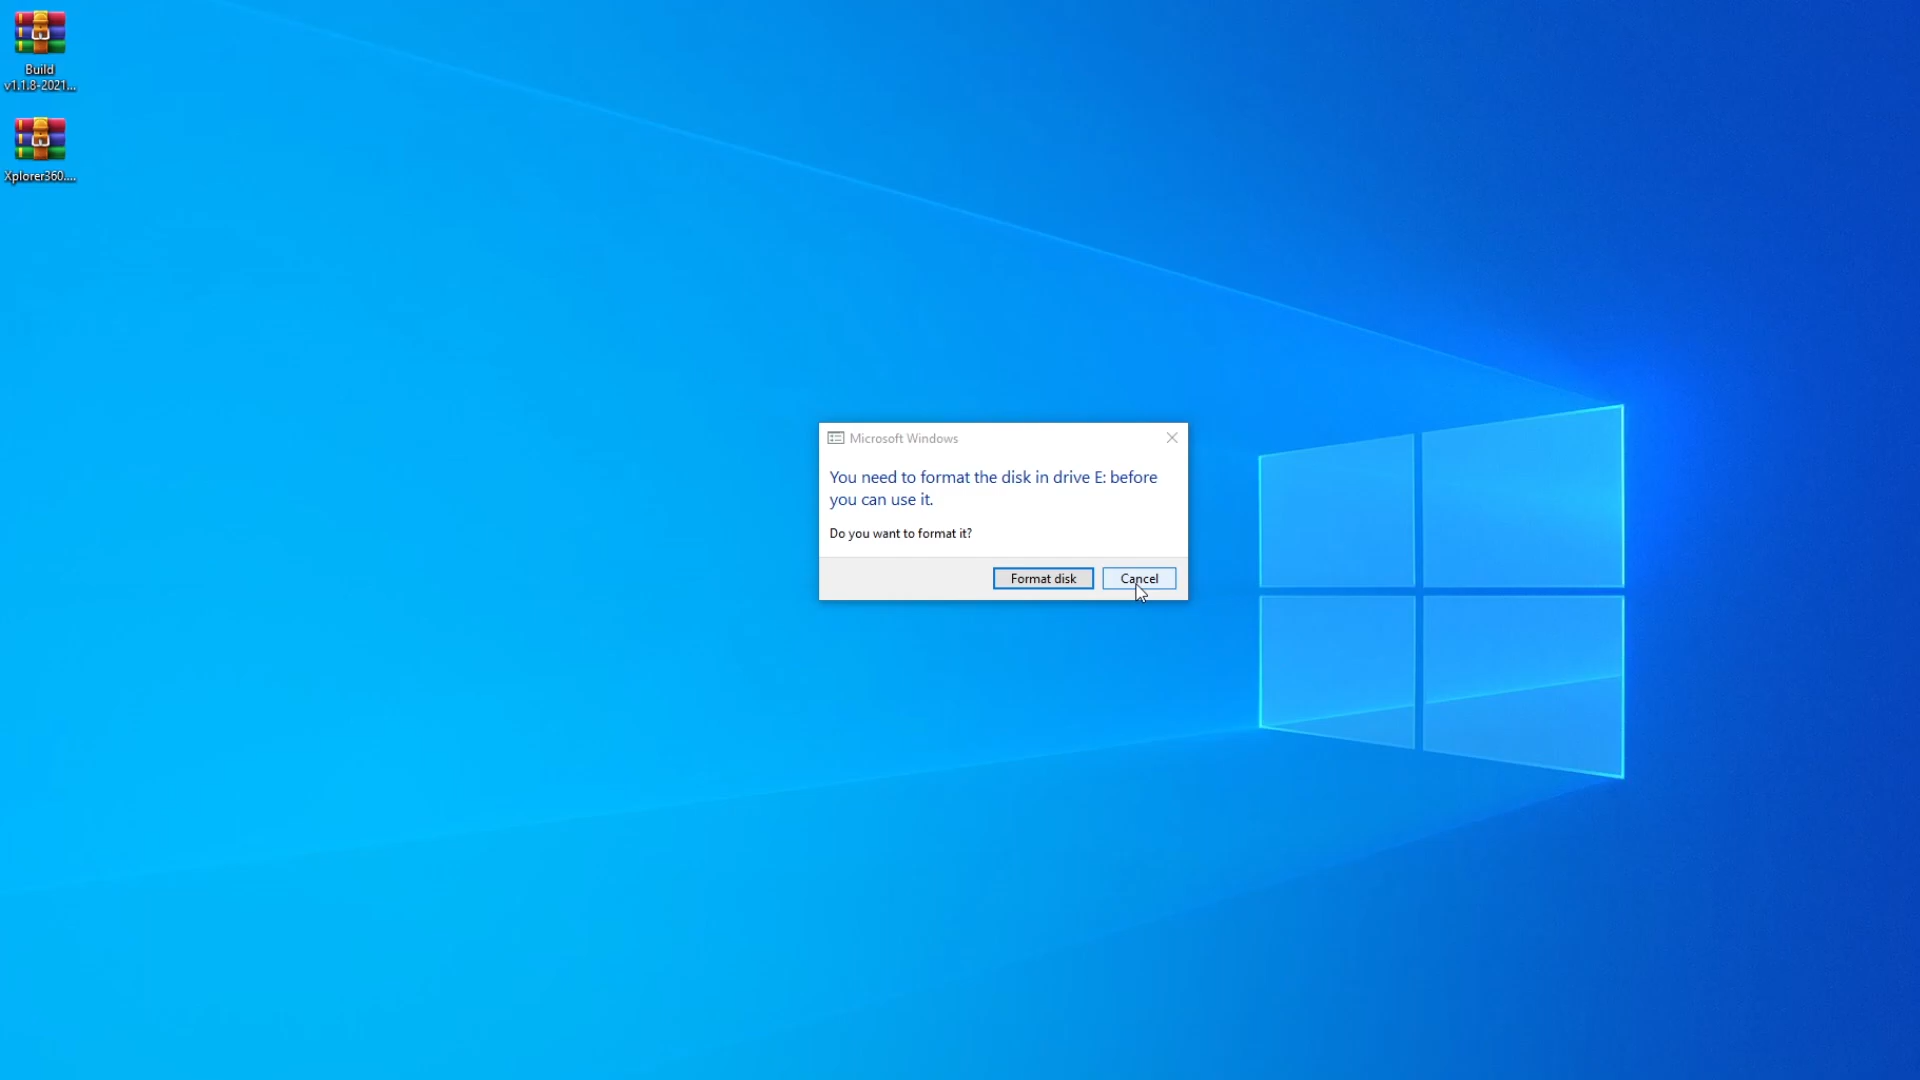 Build
v1.1.8-2021...
Xplorer360....
Microsoft Windows
You need to format the disk in drive E: before
you can use it.
Do you want to format it?
Format disk
Cancel